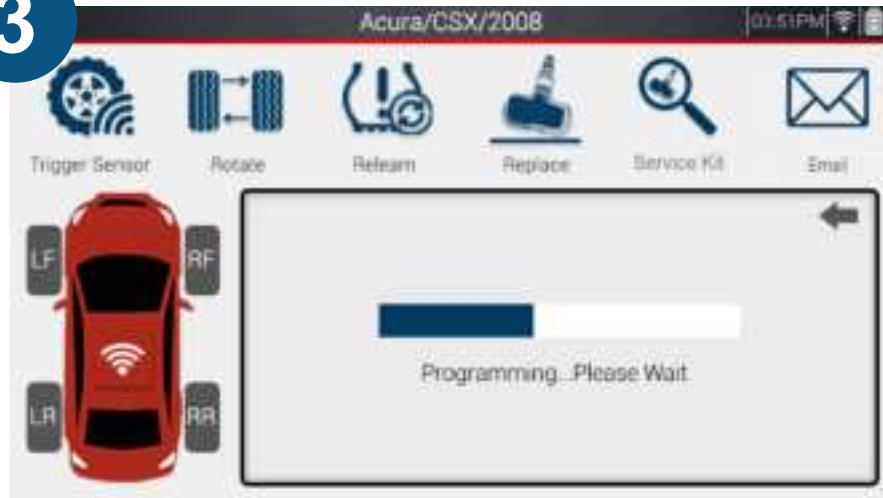 3
Acura/CSX/2008
03:51PM
Trigger Sensor
Rotate
Relearn
Replace
Service Kit
Email
LF
RF
Programming...Please Wait
LR
RR